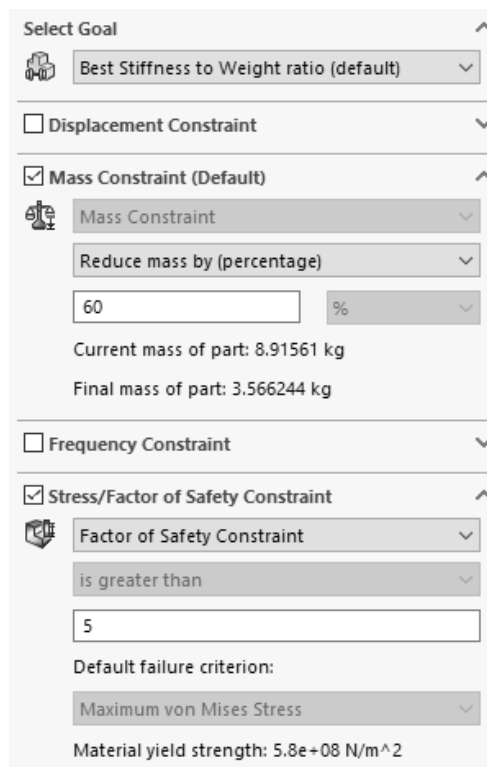 Select Goal
Best Stiffness to Weight ratio (default)
Displacement Constraint
Mass Constraint (Default)
Mass Constraint
Reduce mass by (percentage)
60 %
Current mass of part: 8.91561 kg
Final mass of part: 3.566244 kg
Frequency Constraint
Stress/Factor of Safety Constraint
Factor of Safety Constraint
is greater than
5
Default failure criterion:
Maximum von Mises Stress
Material yield strength: 5.8e+08 N/m^2